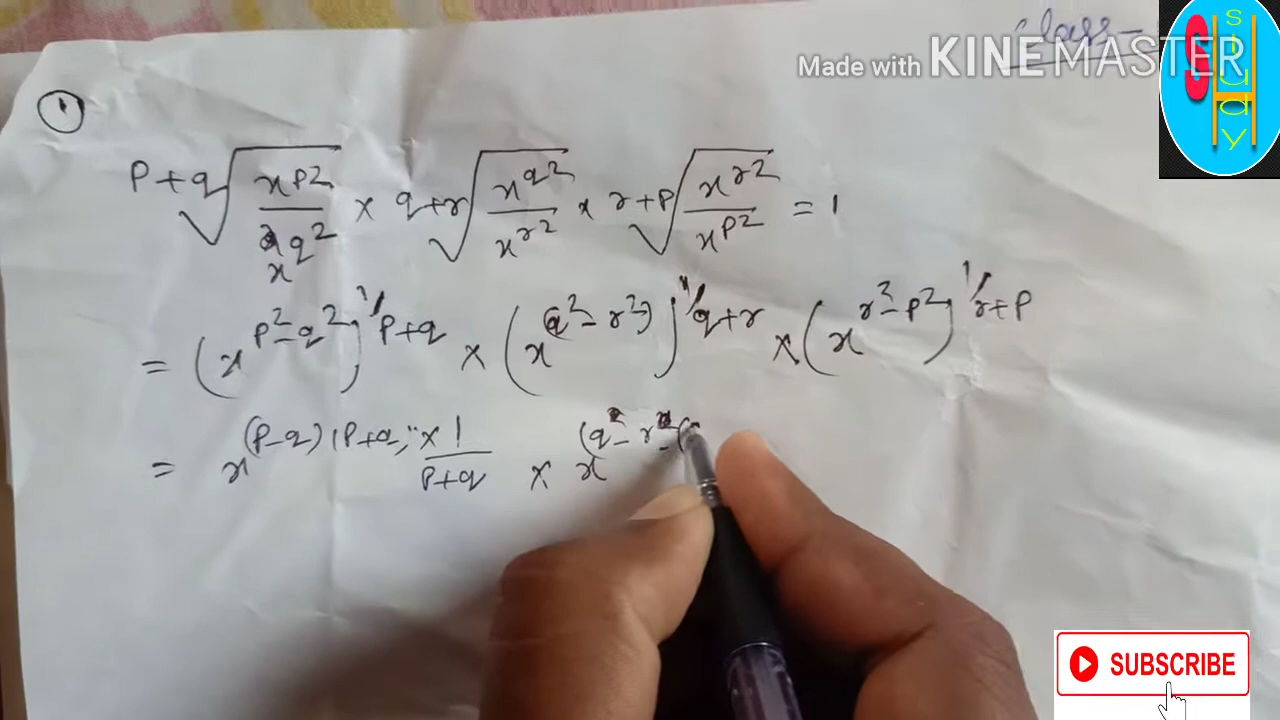 Class-
Made with KINEMASTER
S
study
①
p+q√(x^p2 / x^q2) × q+r√(x^q2 / x^r2) × r+p√(x^r2 / x^p2) = 1
= (x^p2-q2)^1/p+q × (x^(q2-r2))^1/q+r × (x^r2-p2)^1/r+p
= x^(p-q)(p+q) × 1/p+q × x^(q-r)(
SUBSCRIBE